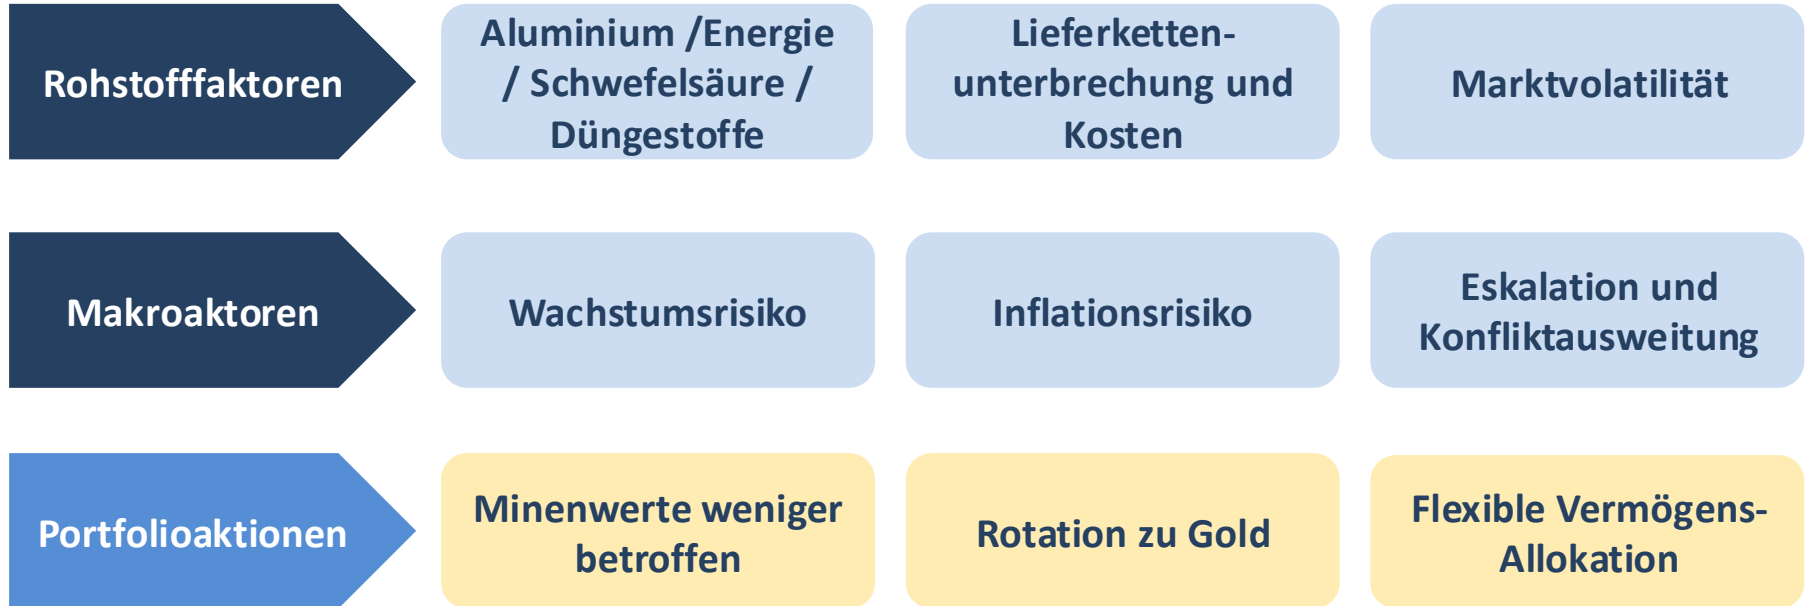 Rohstofffaktoren
Aluminium /Energie
/ Schwefelsäure /
Düngestoffe
Lieferketten-
unterbrechung und
Kosten
Marktvolatilität
Makroaktoren
Wachstumsrisiko
Inflationsrisiko
Eskalation und
Konfliktausweitung
Portfolioaktionen
Minenwerte weniger
betroffen
Rotation zu Gold
Flexible Vermögens-
Allokation